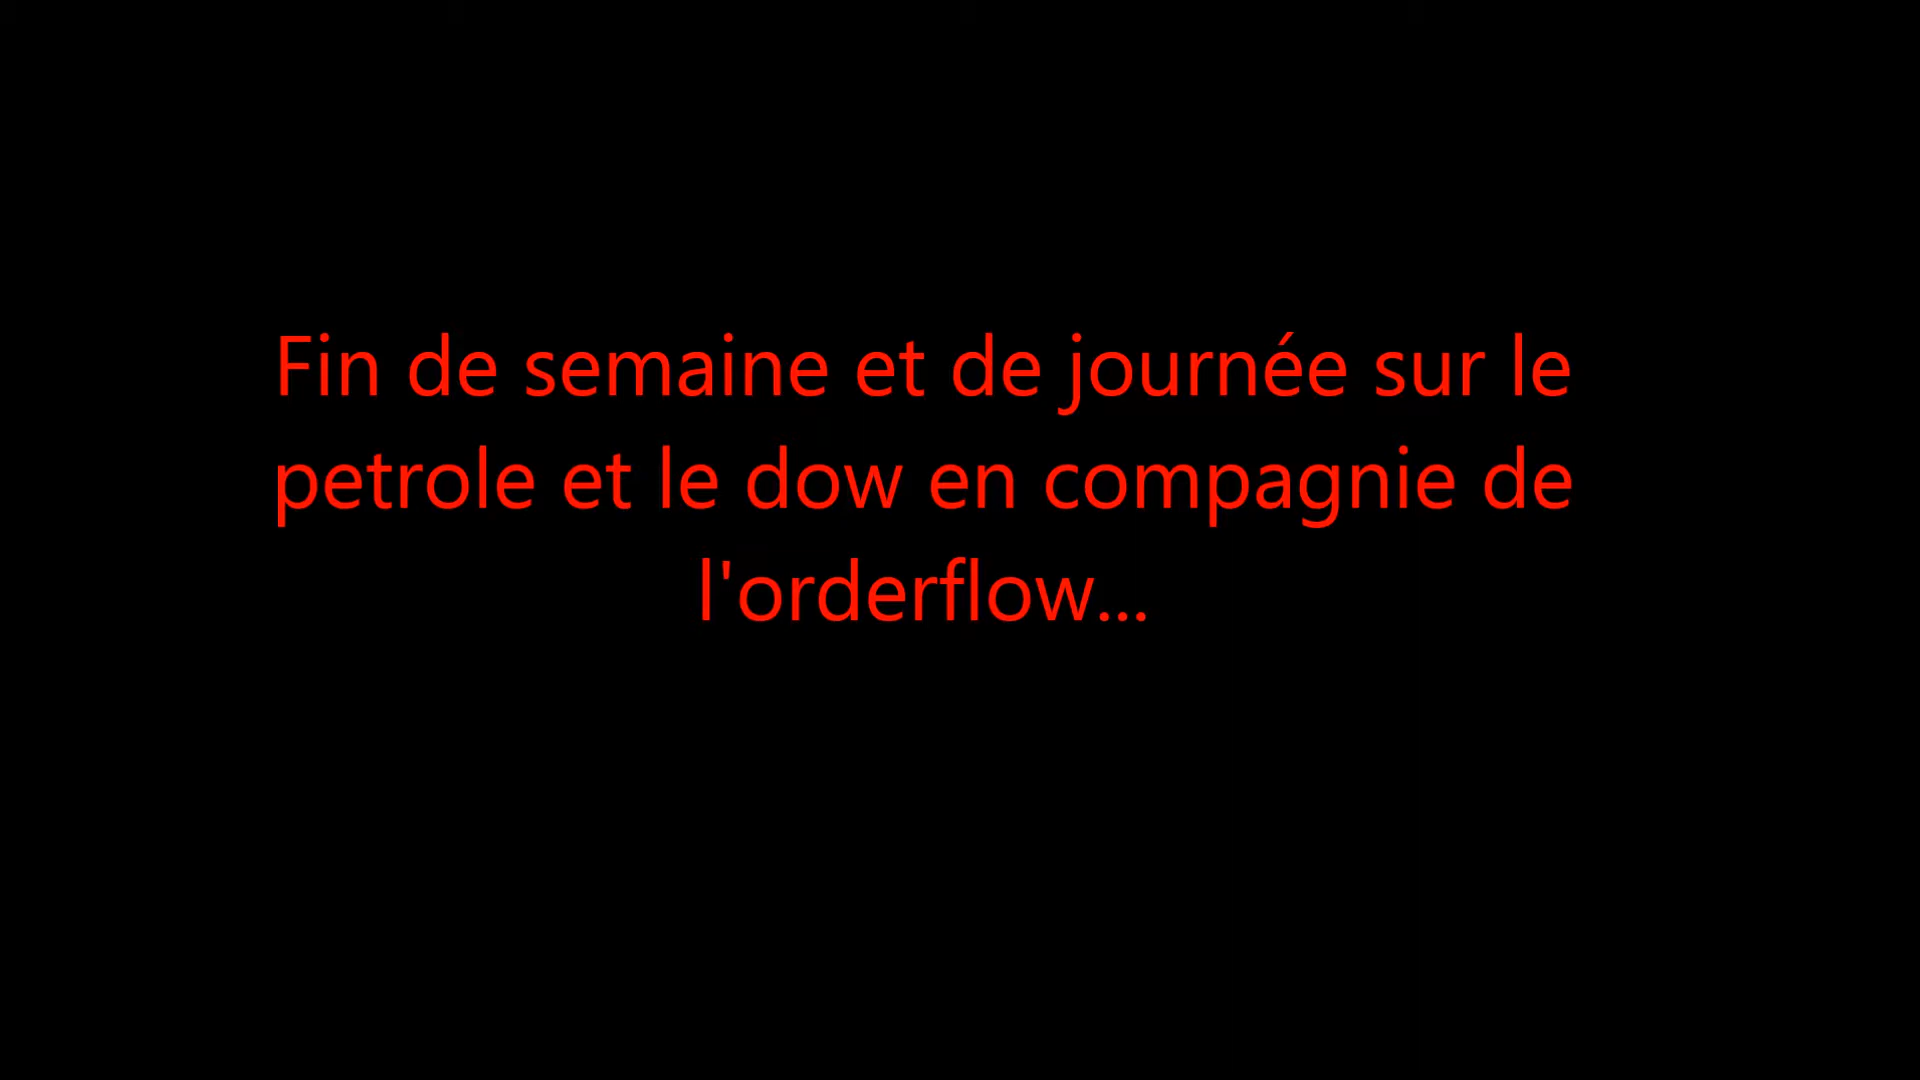 Fin de semaine et de journée sur le
petrole et le dow en compagnie de
l'orderflow...